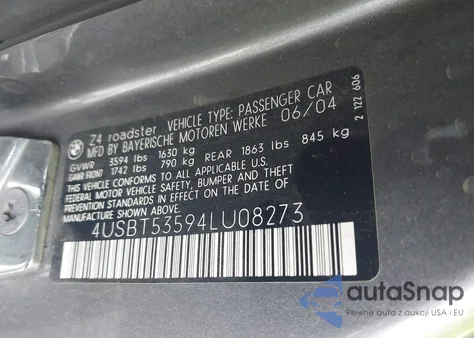 Z4 roadster VEHICLE TYPE: PASSENGER CAR
MFD BY BAYERISCHE MOTOREN WERKE 06/04
GVWR 3594 lbs 1630 kg
GAWR FRONT 1742 lbs 790 kg REAR 1863 lbs 845 kg
THIS VEHICLE CONFORMS TO ALL APPLICABLE
FEDERAL MOTOR VEHICLE SAFETY, BUMPER AND THEFT
PREVENTION STANDARDS IN EFFECT ON THE DATE OF
MANUFACTURE SHOWN ABOVE.
4USBT53594LU08273
2 122 606
autoSnap
Pewne auta z aukcji USA i EU